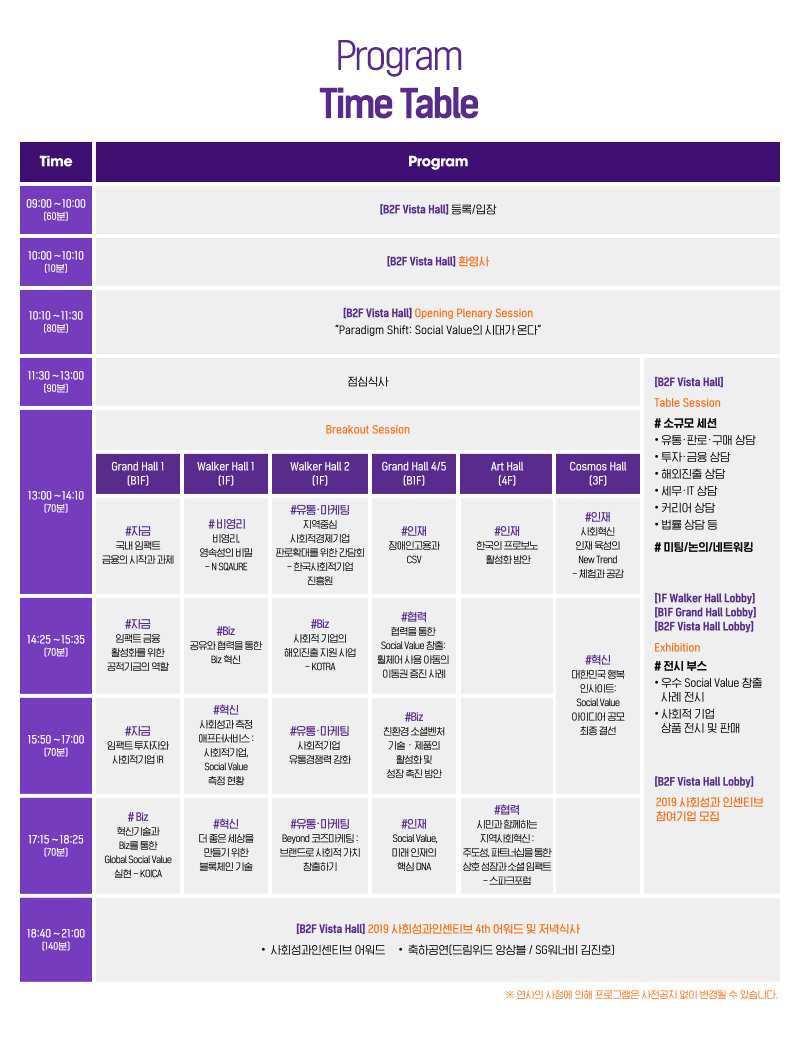 Program
Time Table
Time
Program
09:00 ~10:00
(60분)
[B2F Vista Hall] 등록/입장
10:00 ~10:10
(10분)
[B2F Vista Hall] 환영사
10:10 ~11:30
(80분)
[B2F Vista Hall] Opening Plenary Session
"Paradigm Shift: Social Value의 시대가 온다"
11:30 ~13:00
(90분)
점심식사
13:00 ~14:10
(70분)
Breakout Session
Grand Hall 1
(B1F)
Walker Hall 1
(1F)
Walker Hall 2
(1F)
Grand Hall 4/5
(B1F)
Art Hall
(4F)
Cosmos Hall
(3F)
#자금
국내 임팩트
금융의 시작과 과제
# 비영리
비영리,
영속성의 비밀
– N SQAURE
#유통·마케팅
지역중심
사회적경제기업
판로확대를 위한 간담회
– 한국사회적기업
진흥원
#인재
장애인고용과
CSV
#인재
한국의 프로보노
활성화 방안
#인재
사회혁신
인재 육성의
New Trend
– 체험과 공감
14:25 ~15:35
(70분)
#자금
임팩트 금융
활성화를 위한
공적기금의 역할
#Biz
공유와 협력을 통한
Biz 혁신
#Biz
사회적 기업의
해외진출 지원 사업
– KOTRA
#협력
협력을 통한
Social Value 창출:
휠체어 사용 아동의
이동권 증진 사례
#혁신
대한민국 행복
인사이트:
Social Value
아이디어 공모
최종 결선
15:50 ~17:00
(70분)
#자금
임팩트 투자자와
사회적기업 IR
#혁신
사회성과 측정
애프터서비스 :
사회적기업,
Social Value
측정 현황
#유통·마케팅
사회적기업
유통경쟁력 강화
#Biz
친환경 소셜벤처
기술 · 제품의
활성화 및
성장 촉진 방안
17:15 ~18:25
(70분)
# Biz
혁신기술과
Biz를 통한
Global Social Value
실현 – KOICA
#혁신
더 좋은 세상을
만들기 위한
블록체인 기술
#유통·마케팅
Beyond 코즈마케팅 :
브랜드로 사회적 가치
창출하기
#인재
Social Value,
미래 인재의
핵심 DNA
#협력
시민과 함께하는
지역사회혁신 :
주도성, 파트너십을 통한
상호 성장과 소셜 임팩트
– 스파크포럼
[B2F Vista Hall]
Table Session
# 소규모 세션
• 유통·판로·구매 상담
• 투자·금융 상담
• 해외진출 상담
• 세무·IT 상담
• 커리어 상담
• 법률 상담 등
# 미팅/논의/네트워킹
[1F Walker Hall Lobby]
[B1F Grand Hall Lobby]
[B2F Vista Hall Lobby]
Exhibition
# 전시 부스
• 우수 Social Value 창출
사례 전시
• 사회적 기업
상품 전시 및 판매
[B2F Vista Hall Lobby]
2019 사회성과 인센티브
참여기업 모집
18:40 ~21:00
(140분)
[B2F Vista Hall] 2019 사회성과인센티브 4th 어워드 및 저녁식사
• 사회성과인센티브 어워드 • 축하공연(드림위드 앙상블 / SG워너비 김진호)
※ 연사의 사정에 의해 프로그램은 사전공지 없이 변경될 수 있습니다.